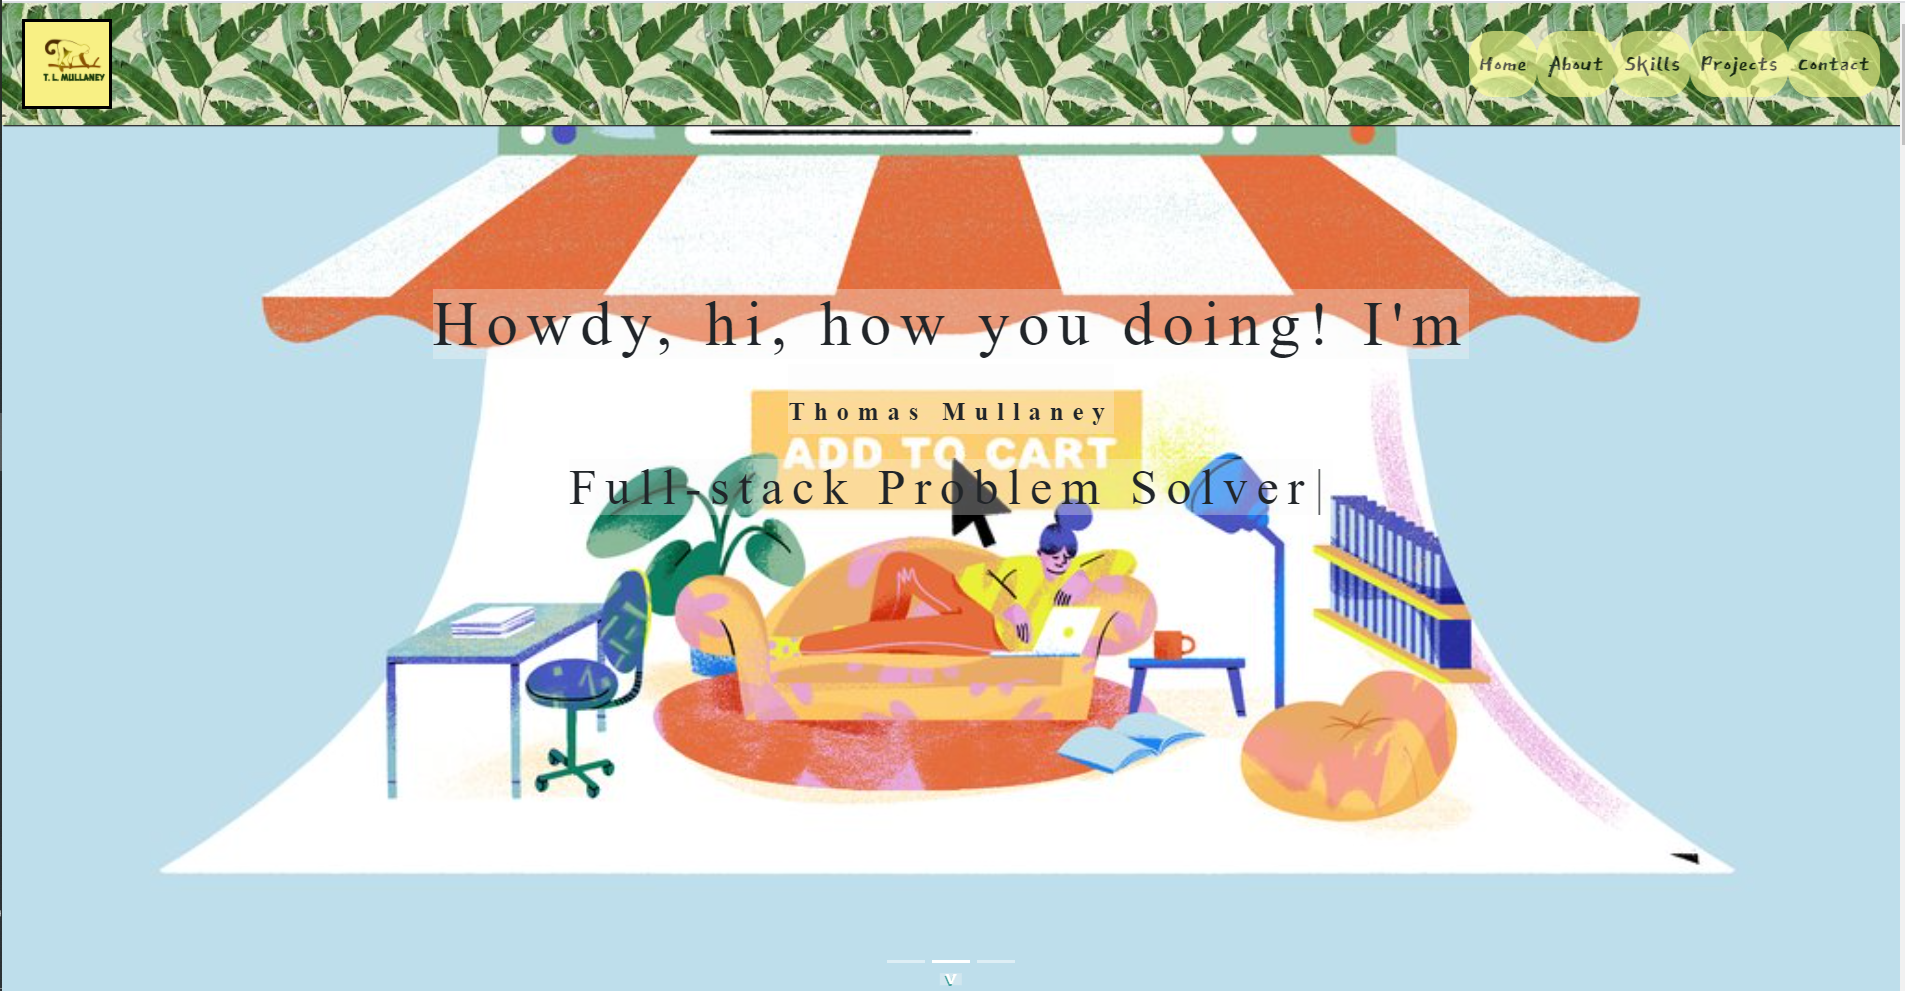 T. L. MULLANEY
Home About Skills Projects Contact
Howdy, hi, how you doing! I'm
Thomas Mullaney
ADD TO CART
Full-stack Problem Solver|
v